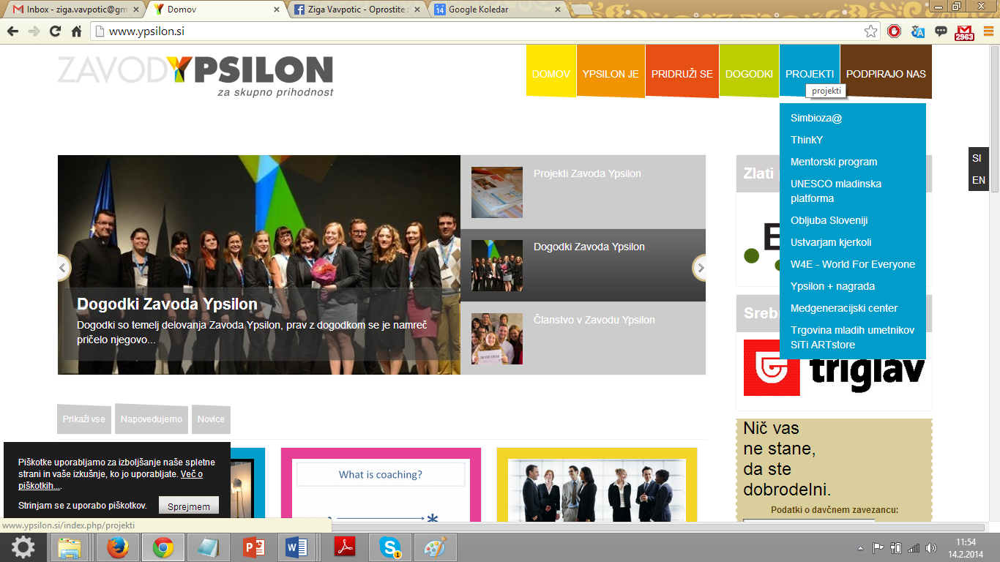 Inbox - ziga.vavpotic@gm
Domov
Ziga Vavpotic - Oprostite
14
Google Koledar
www.ypsilon.si
2963
ZAVODYPSILON
za skupno prihodnost
DOMOV
YPSILON JE
PRIDRUŽI SE
DOGODKI
PROJEKTI
PODPIRAJO NAS
projekti
Simbioza@
ThinkY
Mentorski program
UNESCO mladinska
platforma
Obljuba Sloveniji
Ustvarjam kjerkoli
W4E - World For Everyone
Ypsilon + nagrada
Medgeneracijski center
Trgovina mladih umetnikov
SiTi ARTstore
SI
EN
Projekti Zavoda Ypsilon
Dogodki Zavoda Ypsilon
Članstvo v Zavodu Ypsilon
Dogodki Zavoda Ypsilon
Dogodki so temelj delovanja Zavoda Ypsilon, prav z dogodkom se je namreč
pričelo njegovo...
Zlati
E
Sreb
triglav
Prikaži vse
Napovedujemo
Novice
What is coaching?
Nič vas
ne stane,
da ste
dobrodelni.
Podatki o davčnem zavezancu:
Piškotke uporabljamo za izboljšanje naše spletne
strani in vaše izkušnje, ko jo uporabljate. Več o
piškotkih....
Strinjam se z uporabo piškotkov.
Sprejmem
www.ypsilon.si/index.php/projekti
1
11:54
14.2.2014